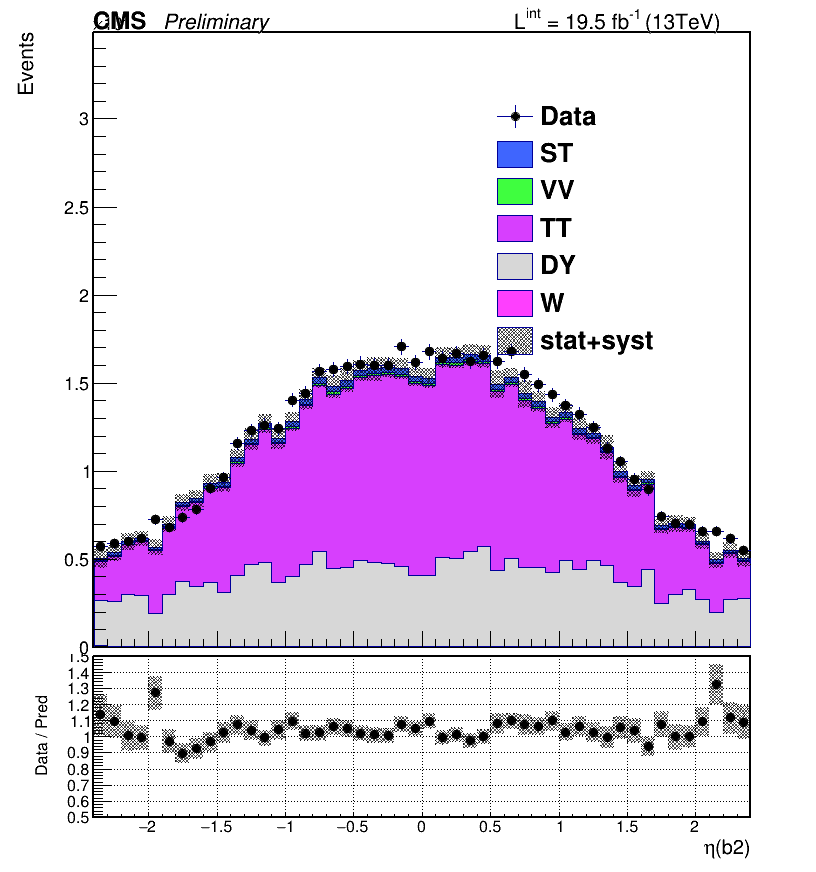 CMS Preliminary L^int = 19.5 fb^-1 (13TeV)
Events
3
2.5
2
1.5
1
0.5
0
Data
ST
VV
TT
DY
W
stat+syst
Data / Pred
1.5
1.4
1.3
1.2
1.1
1
0.9
0.8
0.7
0.6
0.5
−2 −1.5 −1 −0.5 0 0.5 1 1.5 2
η(b2)